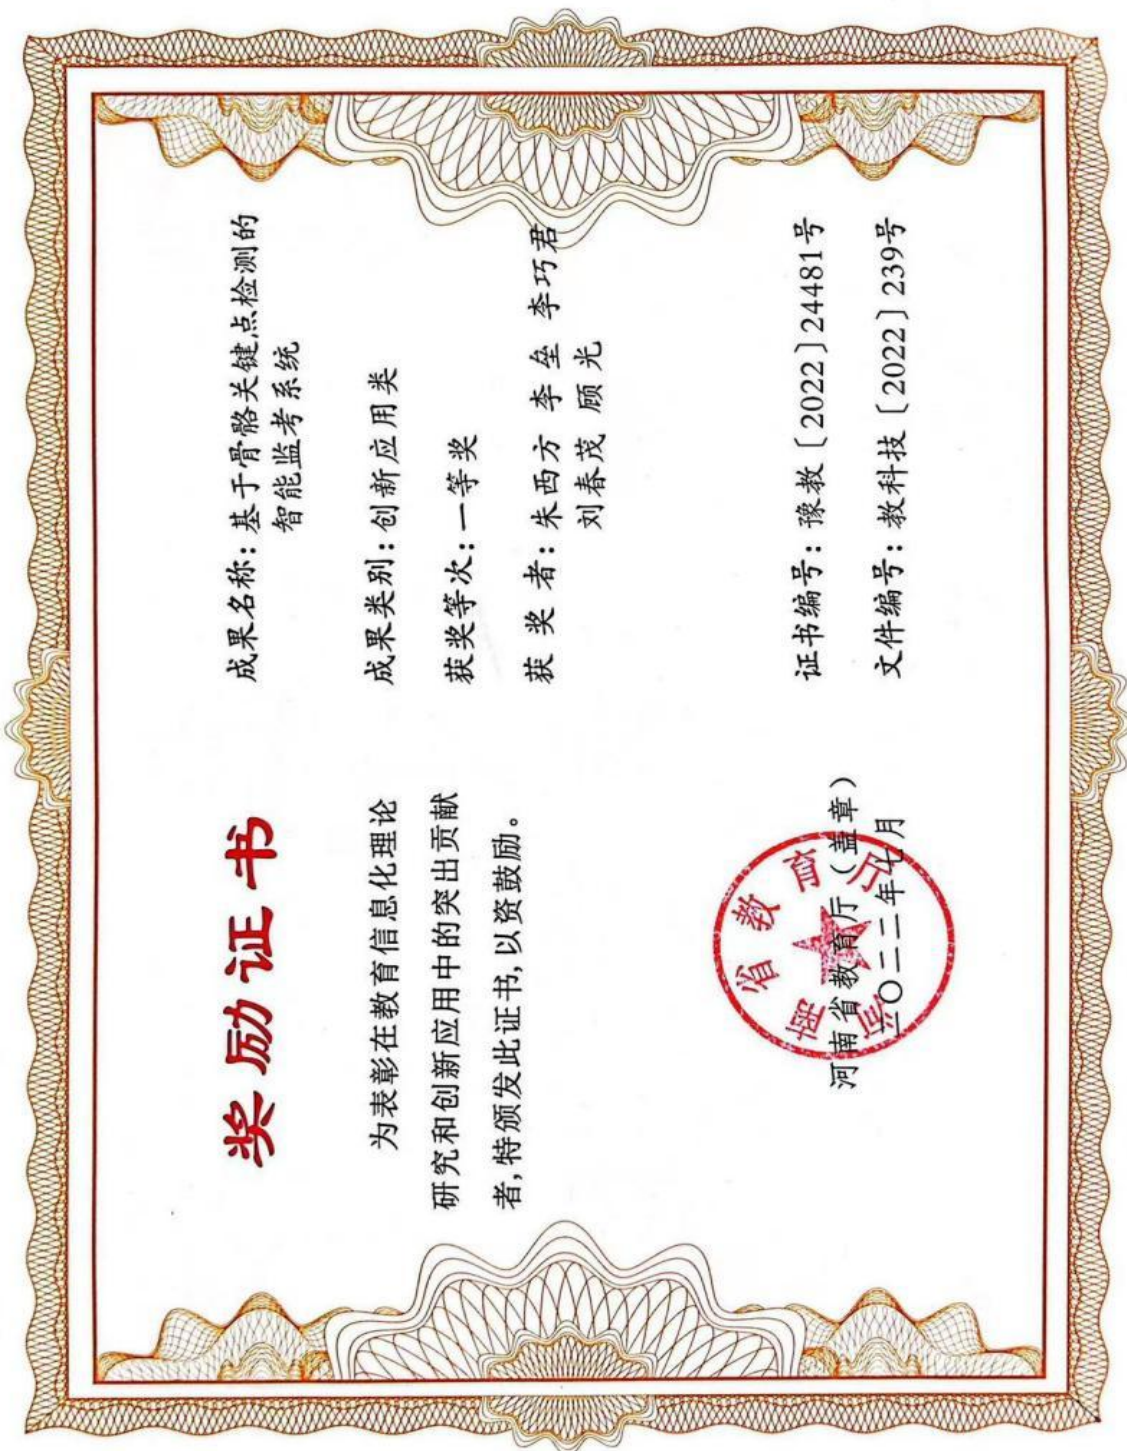 奖励证书
为表彰在教育信息化理论
研究和创新应用中的突出贡献
者,特颁发此证书,以资鼓励。
河南省教育厅
河南省教育厅（盖章）
二〇二二年七月
成果名称:基于骨骼关键点检测的
智能监考系统
成果类别:创新应用类
获奖等次:一等奖
获 奖 者:朱西方 李 垒 李巧君
刘春茂 顾 光
证书编号:豫教〔2022〕24481号
文件编号:教科技〔2022〕239号